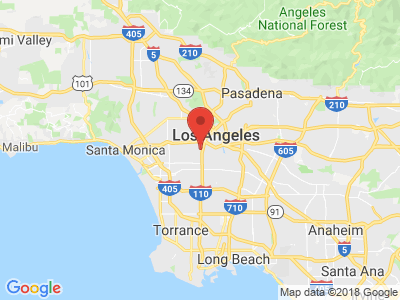 Angeles
National Forest
mi Valley
405
5
210
101
134
Pasadena
210
Los Angeles
Malibu
Santa Monica
10
605
405
110
710
91
Torrance
Anaheim
5
Long Beach
Santa Ana
Google
Map data ©2018 Google